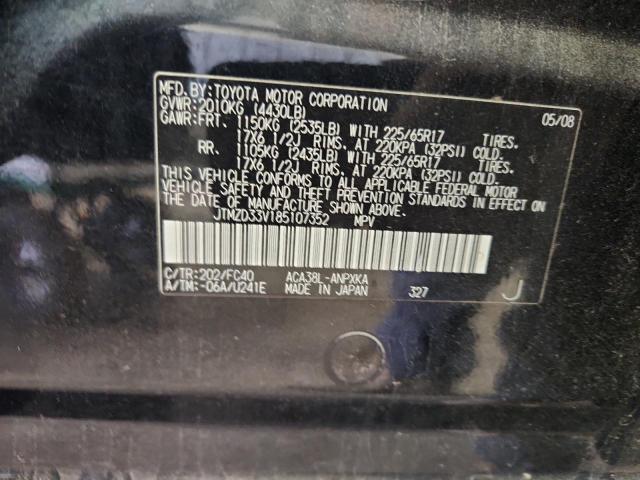 MFD. BY: TOYOTA MOTOR CORPORATION 05/08
GVWR: 2010KG (4430LB)
GAWR: FRT. 1150KG (2535LB) WITH 225/65R17 TIRES.
17X6 1/2J RIMS. AT 220KPA (32PSI) COLD.
RR. 1105KG (2435LB) WITH 225/65R17 TIRES.
17X6 1/2J RIMS. AT 220KPA (32PSI) COLD.
THIS VEHICLE CONFORMS TO ALL APPLICABLE FEDERAL MOTOR
VEHICLE SAFETY AND THEFT PREVENTION STANDARDS IN EFFECT ON
THE DATE OF MANUFACTURE SHOWN ABOVE.
JTMZD33V185107352 MPV
C/TR: 202/FC40 ACA38L-ANPXKA
A/TM: -06A/U241E MADE IN JAPAN 327 J